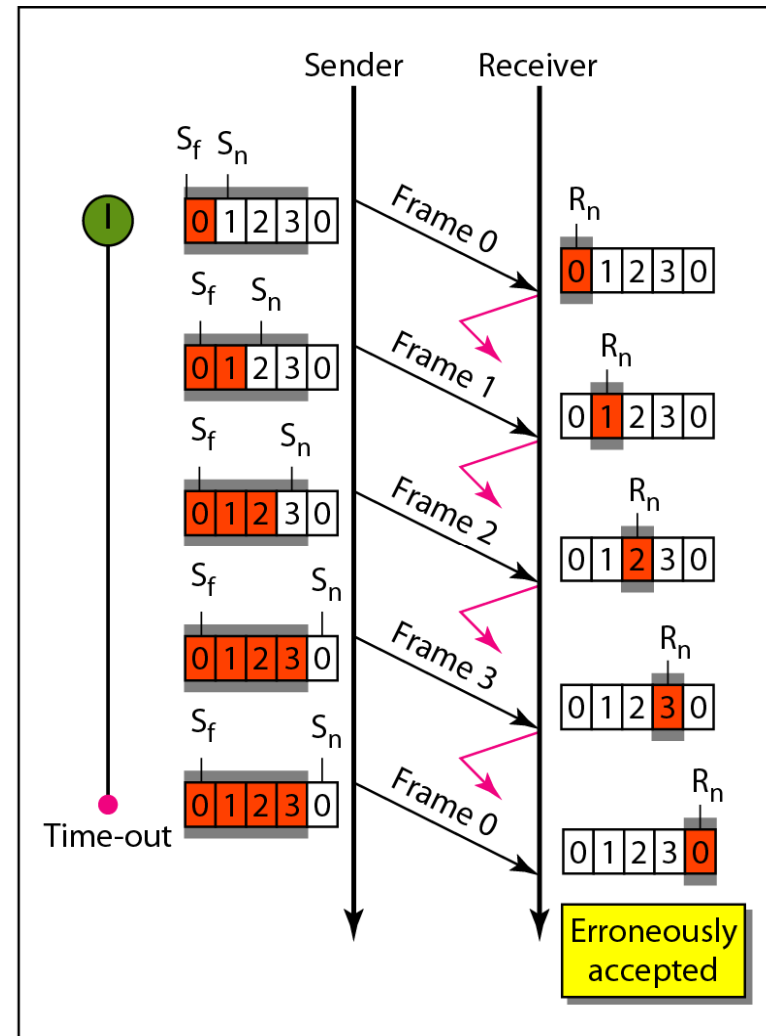 Sender Receiver
Sf Sn
0 1 2 3 0
Frame 0
Rn
0 1 2 3 0
Sf Sn
0 1 2 3 0
Frame 1
Rn
0 1 2 3 0
Sf Sn
0 1 2 3 0
Frame 2
Rn
0 1 2 3 0
Sf Sn
0 1 2 3 0
Frame 3
Rn
0 1 2 3 0
Sf Sn
0 1 2 3 0
Frame 0
Rn
0 1 2 3 0
Time-out
Erroneously
accepted